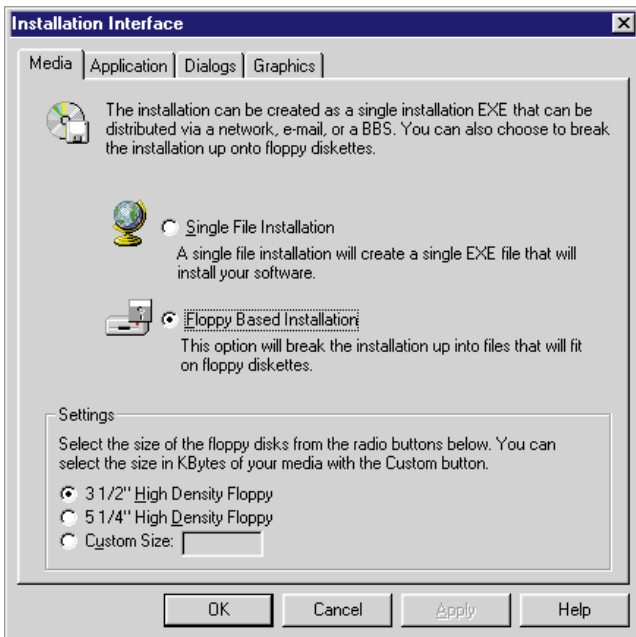 Installation Interface
Media Application Dialogs Graphics
The installation can be created as a single installation EXE that can be
distributed via a network, e-mail, or a BBS. You can also choose to break
the installation up onto floppy diskettes.
Single File Installation
A single file installation will create a single EXE file that will
install your software.
Floppy Based Installation
This option will break the installation up into files that will fit
on floppy diskettes.
Settings
Select the size of the floppy disks from the radio buttons below. You can
select the size in KBytes of your media with the Custom button.
3 1/2" High Density Floppy
5 1/4" High Density Floppy
Custom Size:
OK Cancel Apply Help